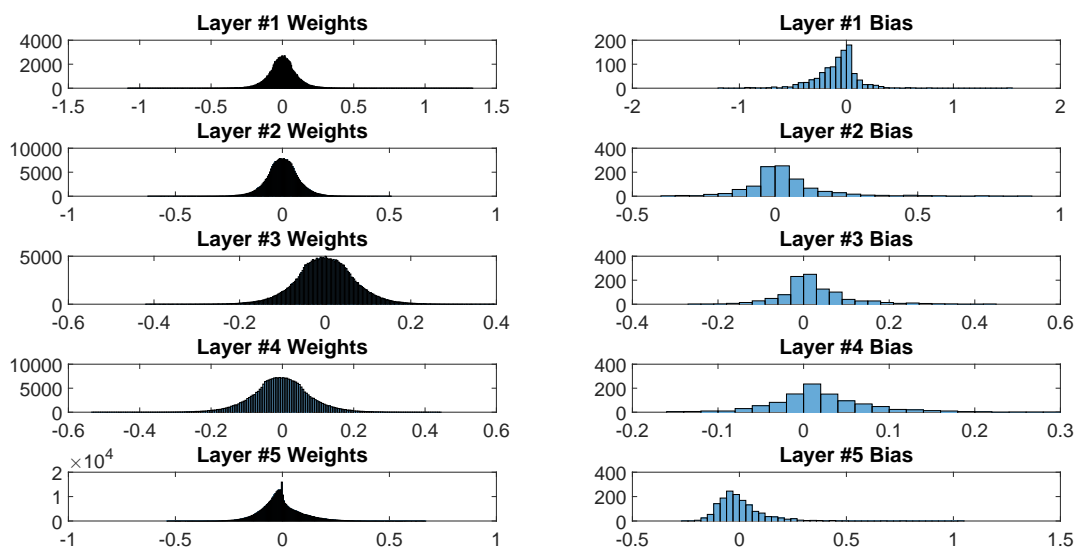 Layer #1 Weights
4000
2000
0
-1.5 -1 -0.5 0 0.5 1 1.5
Layer #1 Bias
200
100
0
-2 -1 0 1 2
Layer #2 Weights
10000
5000
0
-1 -0.5 0 0.5 1
Layer #2 Bias
400
200
0
-0.5 0 0.5 1
Layer #3 Weights
5000
0
-0.6 -0.4 -0.2 0 0.2 0.4
Layer #3 Bias
400
200
0
-0.4 -0.2 0 0.2 0.4 0.6
Layer #4 Weights
10000
5000
0
-0.6 -0.4 -0.2 0 0.2 0.4 0.6
Layer #4 Bias
400
200
0
-0.2 -0.1 0 0.1 0.2 0.3
Layer #5 Weights
×10^4
2
1
0
-1 -0.5 0 0.5 1
Layer #5 Bias
400
200
0
-0.5 0 0.5 1 1.5